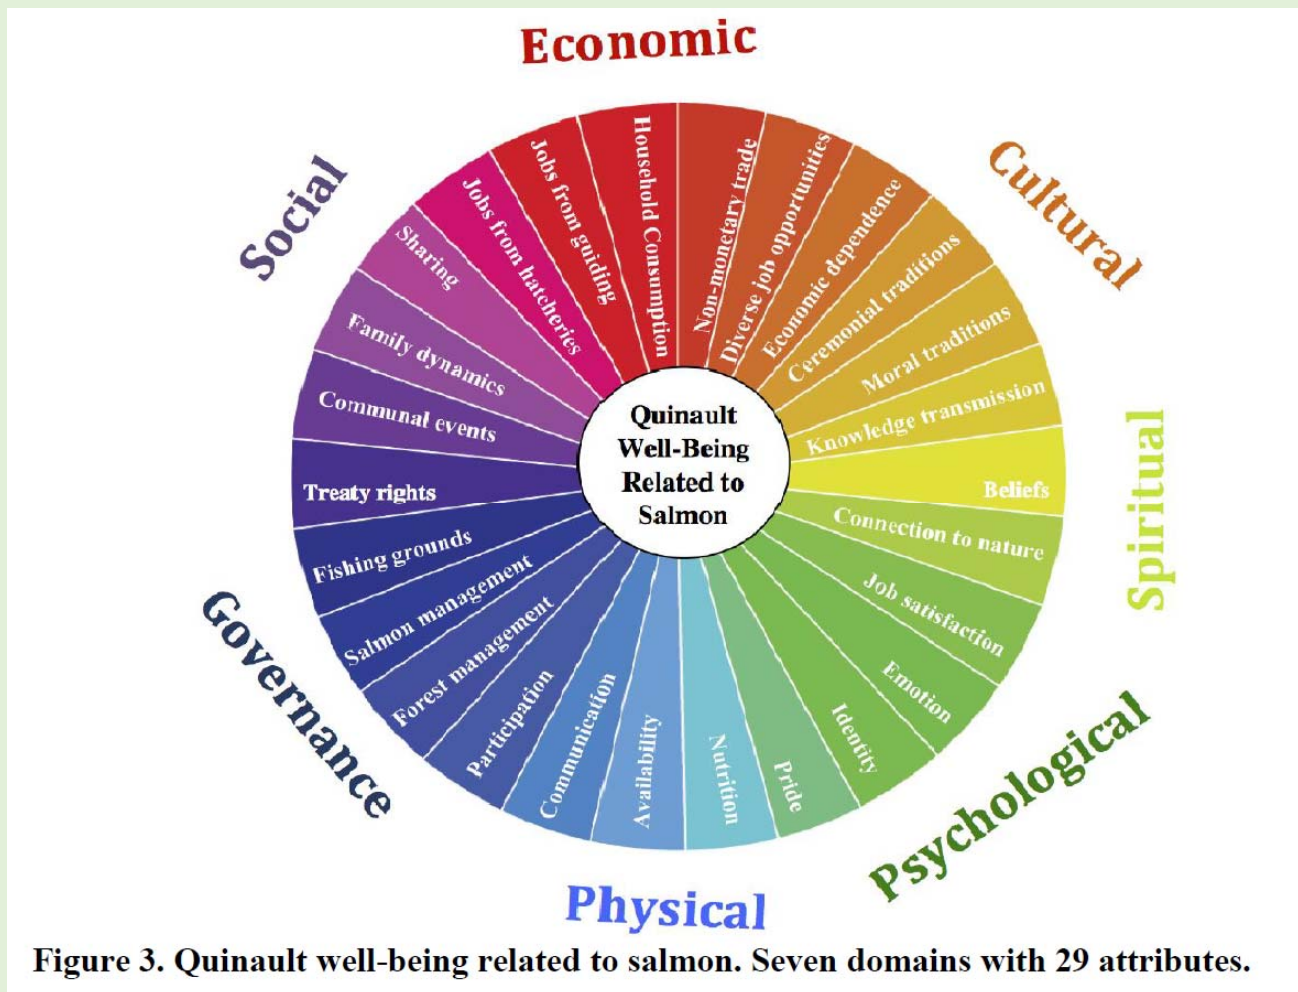 Economic
Cultural
Spiritual
Psychological
Physical
Governance
Social
Household Consumption
Non-monetary trade
Diverse job opportunities
Economic dependence
Ceremonial traditions
Moral traditions
Knowledge transmission
Beliefs
Connection to nature
Job satisfaction
Emotion
Identity
Pride
Nutrition
Availability
Communication
Participation
Forest management
Salmon management
Fishing grounds
Treaty rights
Communal events
Family dynamics
Sharing
Jobs from hatcheries
Jobs from guiding
Quinault
Well-Being
Related to
Salmon
Figure 3. Quinault well-being related to salmon. Seven domains with 29 attributes.